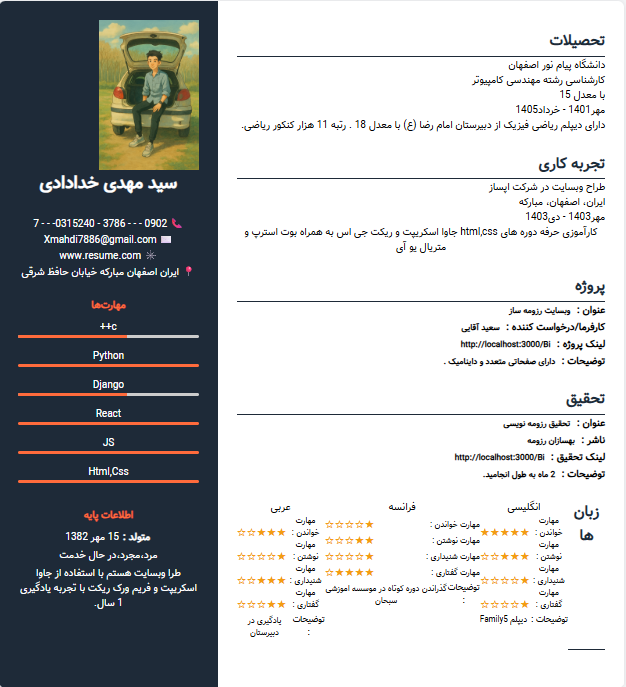 تحصیلات
دانشگاه پیام نور اصفهان
کارشناسی رشته مهندسی کامپیوتر
با معدل 15
مهر1401 - خرداد1405
دارای دیپلم ریاضی فیزیک از دبیرستان امام رضا (ع) با معدل 18 . رتبه 11 هزار کنکور ریاضی.
تجربه کاری
طراح وبسایت در شرکت اپساز
ایران، اصفهان، مبارکه
مهر1403 - دی1403
کارآموزی حرفه دوره های html,css جاوا اسکریپت و ریکت جی اس به همراه بوت استرپ و
متریال یو آی
پروژه
عنوان : وبسایت رزومه ساز
کارفرما/درخواست کننده : سعید آقایی
لینک پروژه : http://localhost:3000/Bi
توضیحات : دارای صفحاتی متعدد و داینامیک .
تحقیق
عنوان : تحقیق رزومه نویسی
ناشر : بهسازان رزومه
لینک تحقیق : http://localhost:3000/Bi
توضیحات : 2 ماه به طول انجامید.
زبان
ها
انگلیسی
مهارت
خواندن : ★★★★★
مهارت
نوشتن : ☆☆☆☆★
مهارت
شنیداری : ☆☆☆☆★
مهارت
گفتاری : ☆☆☆☆★
توضیحات : دیپلم Family5
فرانسه
مهارت خواندن : ☆☆☆☆★
مهارت نوشتن : ☆☆☆★★
مهارت شنیداری : ☆☆☆☆★
مهارت گفتاری : ☆★★★★
توضیحات : گذراندن دوره کوتاه در موسسه اموزشی
سبحان
عربی
مهارت
خواندن : ☆☆★★★
مهارت
نوشتن : ☆☆☆☆★
مهارت
شنیداری : ☆☆★★★
مهارت
گفتاری : ☆☆☆★★
توضیحات : یادگیری در
دبیرستان
سید مهدی خدادادی
0902 - - - 3786 - 0315240- - - 7
Xmahdi7886@gmail.com
www.resume.com
ایران اصفهان مبارکه خیابان حافظ شرقی
مهارت‌ها
++c
Python
Django
React
JS
Html,Css
اطلاعات پایه
متولد : 15 مهر 1382
مرد،مجرد،در حال خدمت
طرا وبسایت هستم با استفاده از جاوا
اسکریپت و فریم ورک ریکت با تجربه یادگیری
1 سال.